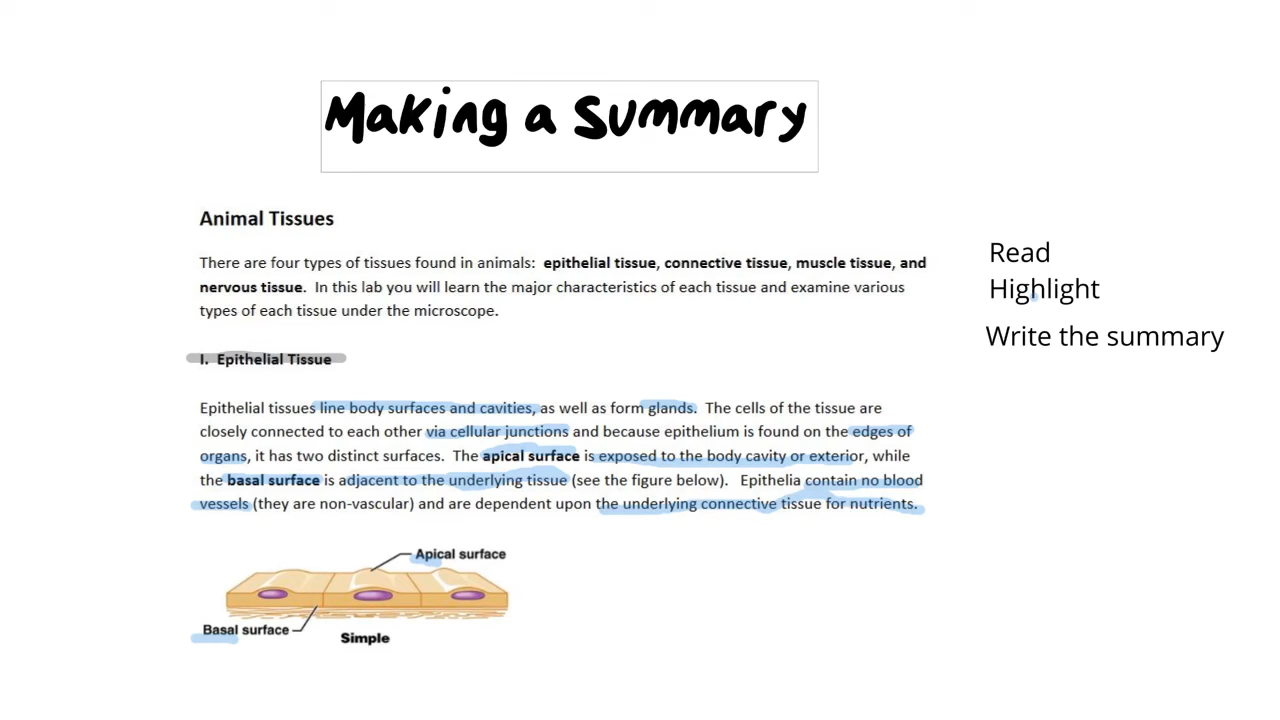 Making a Summary
Animal Tissues
There are four types of tissues found in animals: epithelial tissue, connective tissue, muscle tissue, and
nervous tissue. In this lab you will learn the major characteristics of each tissue and examine various
types of each tissue under the microscope.
I. Epithelial Tissue
Epithelial tissues line body surfaces and cavities, as well as form glands. The cells of the tissue are
closely connected to each other via cellular junctions and because epithelium is found on the edges of
organs, it has two distinct surfaces. The apical surface is exposed to the body cavity or exterior, while
the basal surface is adjacent to the underlying tissue (see the figure below). Epithelia contain no blood
vessels (they are non-vascular) and are dependent upon the underlying connective tissue for nutrients.
Apical surface
Basal surface
Simple
Read
Highlight
Write the summary